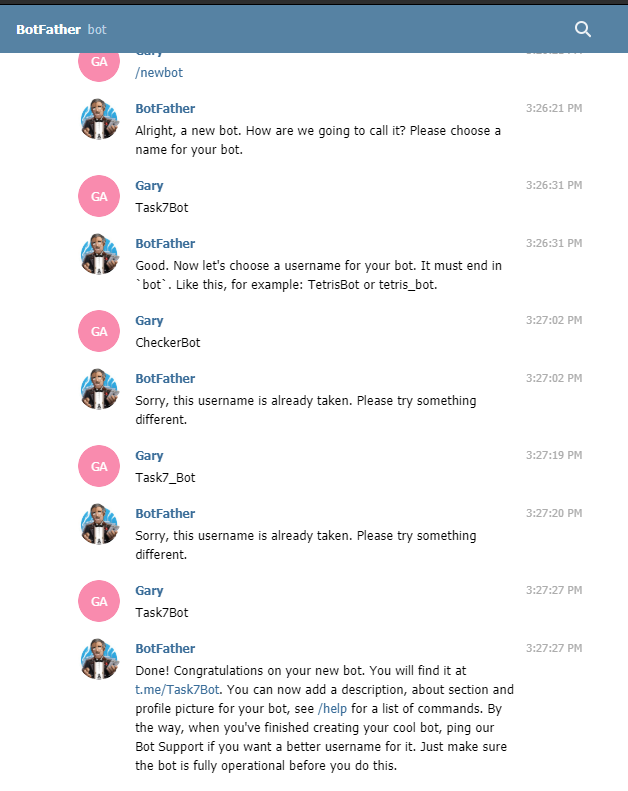 BotFather bot
GA Gary
/newbot
BotFather 3:26:21 PM
Alright, a new bot. How are we going to call it? Please choose a
name for your bot.
GA Gary 3:26:31 PM
Task7Bot
BotFather 3:26:31 PM
Good. Now let's choose a username for your bot. It must end in
`bot`. Like this, for example: TetrisBot or tetris_bot.
GA Gary 3:27:02 PM
CheckerBot
BotFather 3:27:02 PM
Sorry, this username is already taken. Please try something
different.
GA Gary 3:27:19 PM
Task7_Bot
BotFather 3:27:20 PM
Sorry, this username is already taken. Please try something
different.
GA Gary 3:27:27 PM
Task7Bot
BotFather 3:27:27 PM
Done! Congratulations on your new bot. You will find it at
t.me/Task7Bot. You can now add a description, about section and
profile picture for your bot, see /help for a list of commands. By
the way, when you've finished creating your cool bot, ping our
Bot Support if you want a better username for it. Just make sure
the bot is fully operational before you do this.